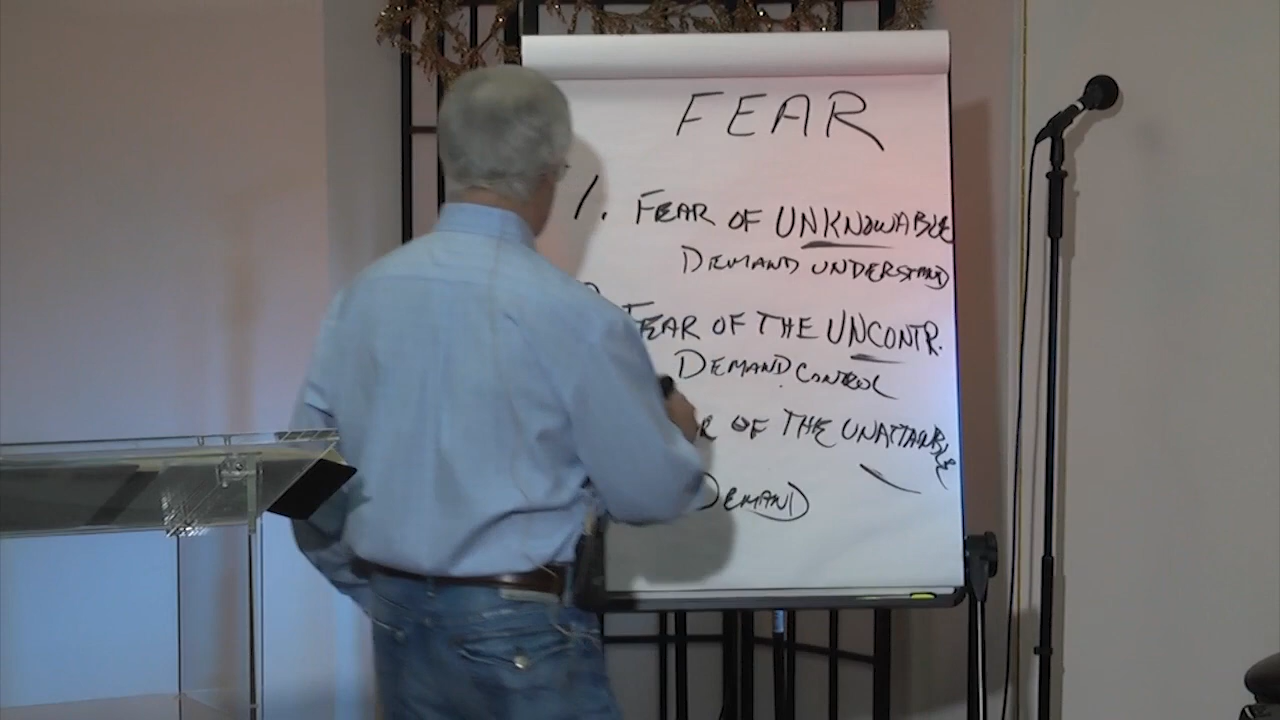 FEAR
1. FEAR OF UNKNOWABLE
DEMAND UNDERSTAND
FEAR OF THE UNCONTR.
DEMAND CONTROL
OF THE UNATTAINABLE
DEMAND